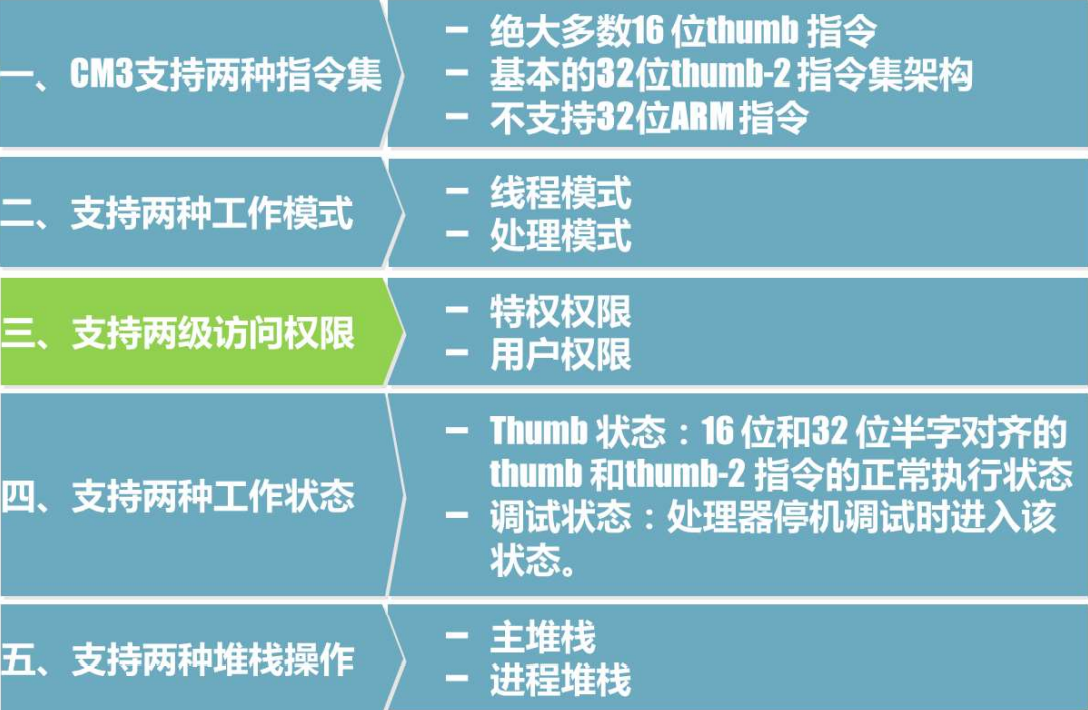 一、CM3支持两种指令集
– 绝大多数16 位thumb 指令
– 基本的32位thumb-2 指令集架构
– 不支持32位ARM 指令
二、支持两种工作模式
– 线程模式
– 处理模式
三、支持两级访问权限
– 特权权限
– 用户权限
四、支持两种工作状态
– Thumb 状态：16 位和32 位半字对齐的
thumb 和thumb-2 指令的正常执行状态
– 调试状态：处理器停机调试时进入该
状态。
五、支持两种堆栈操作
– 主堆栈
– 进程堆栈